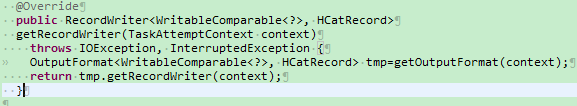 @Override
public RecordWriter<WritableComparable<?>, HCatRecord>
getRecordWriter(TaskAttemptContext context)
throws IOException, InterruptedException {
OutputFormat<WritableComparable<?>, HCatRecord> tmp=getOutputFormat(context);
return tmp.getRecordWriter(context);
}